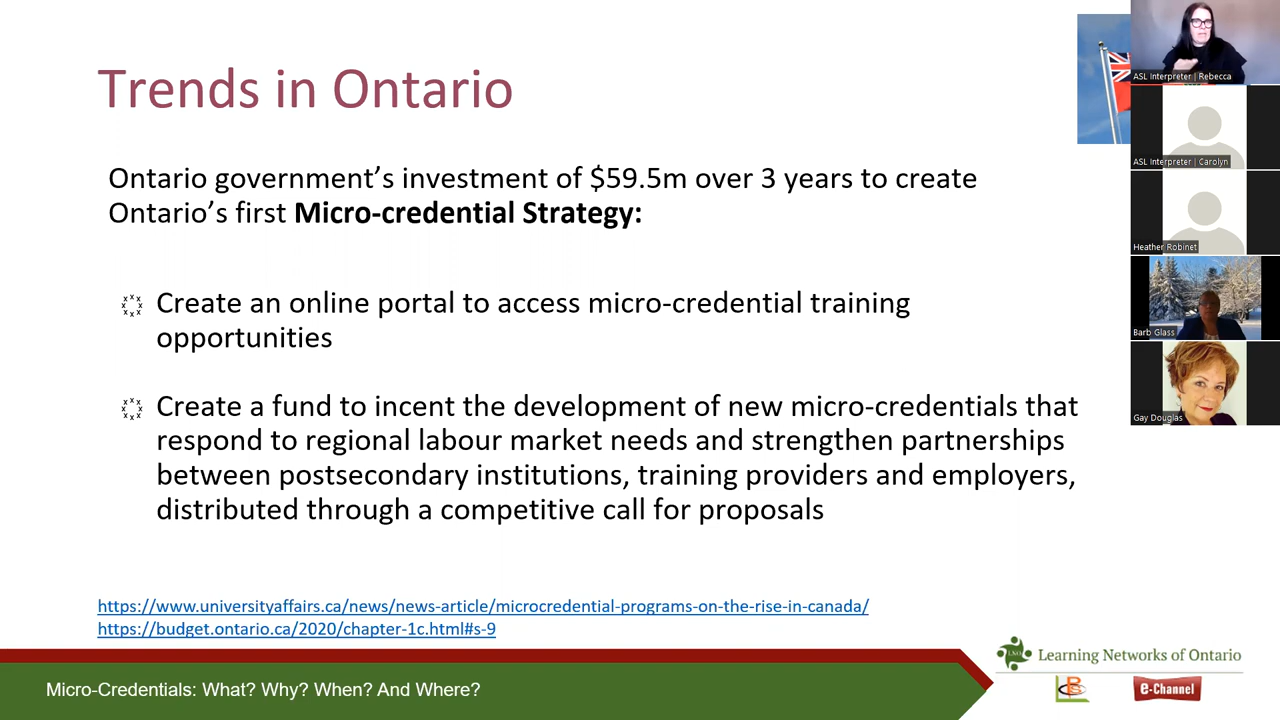 Trends in Ontario
Ontario government’s investment of $59.5m over 3 years to create
Ontario’s first Micro-credential Strategy:
Create an online portal to access micro-credential training
opportunities
Create a fund to incent the development of new micro-credentials that
respond to regional labour market needs and strengthen partnerships
between postsecondary institutions, training providers and employers,
distributed through a competitive call for proposals
https://www.universityaffairs.ca/news/news-article/microcredential-programs-on-the-rise-in-canada/
https://budget.ontario.ca/2020/chapter-1c.html#s-9
Micro-Credentials: What? Why? When? And Where?
LNO
Learning Networks of Ontario
e-Channel
ASL Interpreter | Rebecca
ASL Interpreter | Carolyn
Heather Robinet
Barb Glass
Gay Douglas